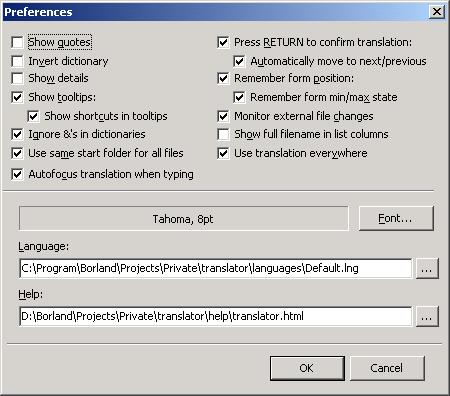 Preferences
Show quotes
Invert dictionary
Show details
Show tooltips:
Show shortcuts in tooltips
Ignore &'s in dictionaries
Use same start folder for all files
Autofocus translation when typing
Press RETURN to confirm translation:
Automatically move to next/previous
Remember form position:
Remember form min/max state
Monitor external file changes
Show full filename in list columns
Use translation everywhere
Tahoma, 8pt
Font...
Language:
C:\Program\Borland\Projects\Private\translator\languages\Default.lng
...
Help:
D:\Borland\Projects\Private\translator\help\translator.html
...
OK
Cancel